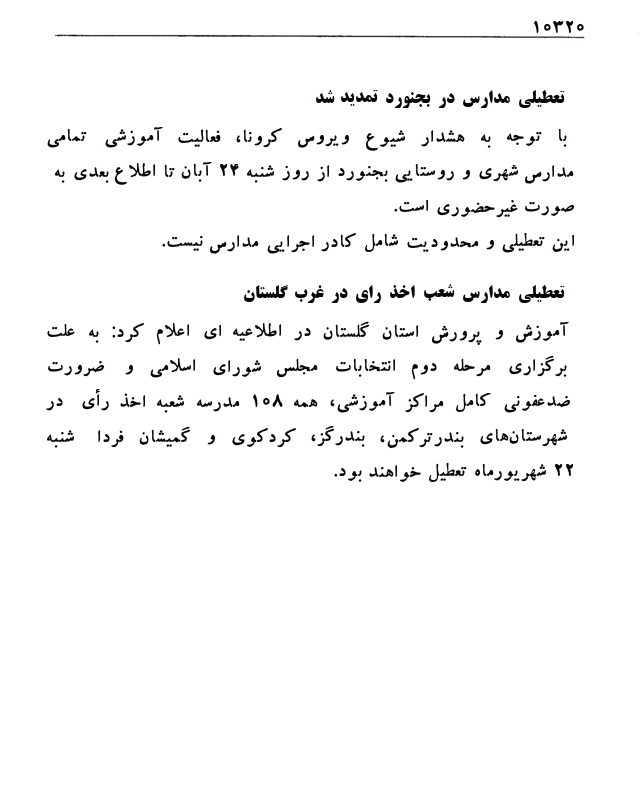 ۱۰۳۲۰
تعطیلی مدارس در بجنورد تمدید شد
با توجه به هشدار شیوع ویروس کرونا، فعالیت آموزشی تمامی
مدارس شهری و روستایی بجنورد از روز شنبه ۲۴ آبان تا اطلاع بعدی به
صورت غیرحضوری است.
این تعطیلی و محدودیت شامل کادر اجرایی مدارس نیست.
تعطیلی مدارس شعب اخذ رای در غرب گلستان
آموزش و پرورش استان گلستان در اطلاعیه ای اعلام کرد: به علت
برگزاری مرحله دوم انتخابات مجلس شورای اسلامی و ضرورت
ضدعفونی کامل مراکز آموزشی، همه ۱۰۸ مدرسه شعبه اخذ رأی در
شهرستان‌های بندرترکمن، بندرگز، کردکوی و گمیشان فردا شنبه
۲۲ شهریورماه تعطیل خواهند بود.